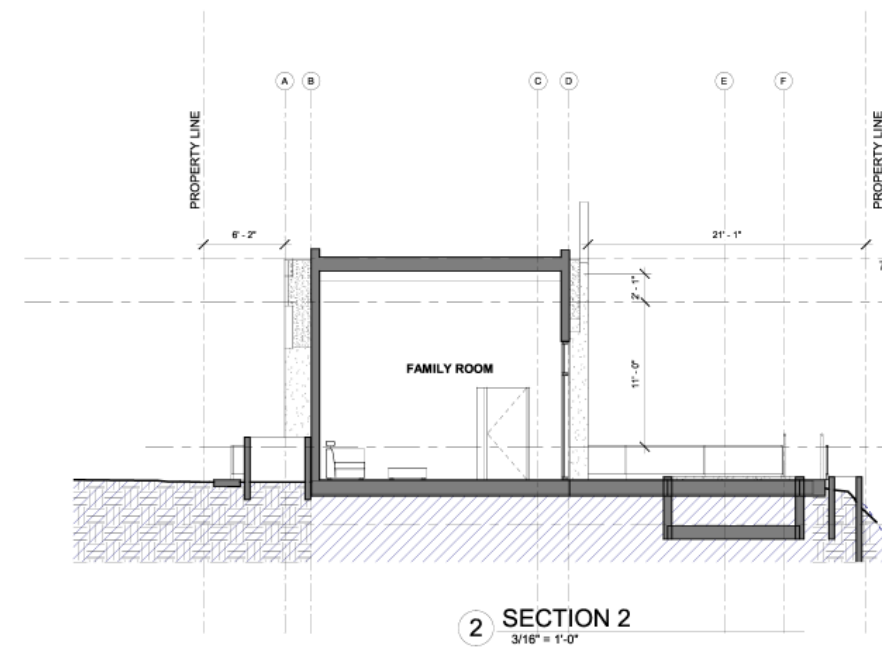 A B C D E F
PROPERTY LINE
PROPERTY LINE
6' - 2"
21' - 1"
2' - 1"
11' - 0"
FAMILY ROOM
2 SECTION 2
3/16" = 1'-0"